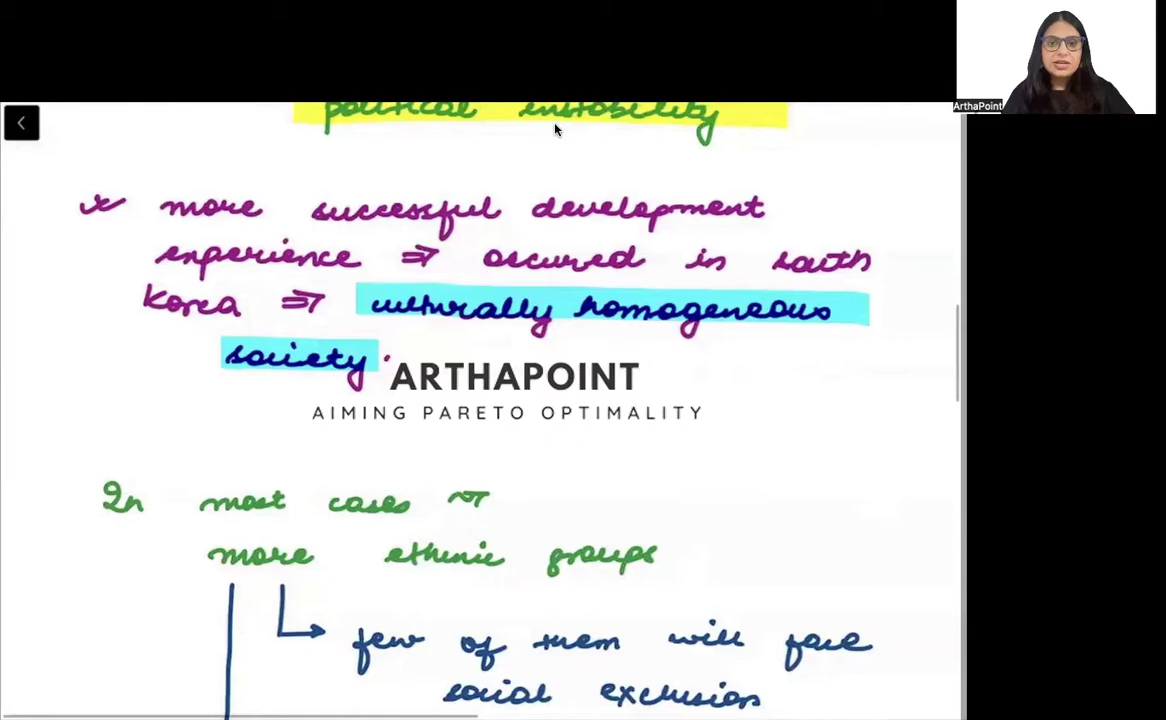 ArthaPoint
political instability
more successful development
experience ⇒ occured in south
Korea ⇒ culturally homogeneous
society.
ARTHAPOINT
AIMING PARETO OPTIMALITY
In most cases ⇒
more ethnic groups
few of them will face
social exclusion